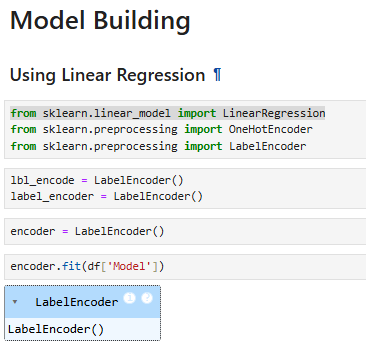 Model Building
Using Linear Regression ¶
from sklearn.linear_model import LinearRegression
from sklearn.preprocessing import OneHotEncoder
from sklearn.preprocessing import LabelEncoder
lbl_encode = LabelEncoder()
label_encoder = LabelEncoder()
encoder = LabelEncoder()
encoder.fit(df['Model'])
▾ LabelEncoder i ?
LabelEncoder()